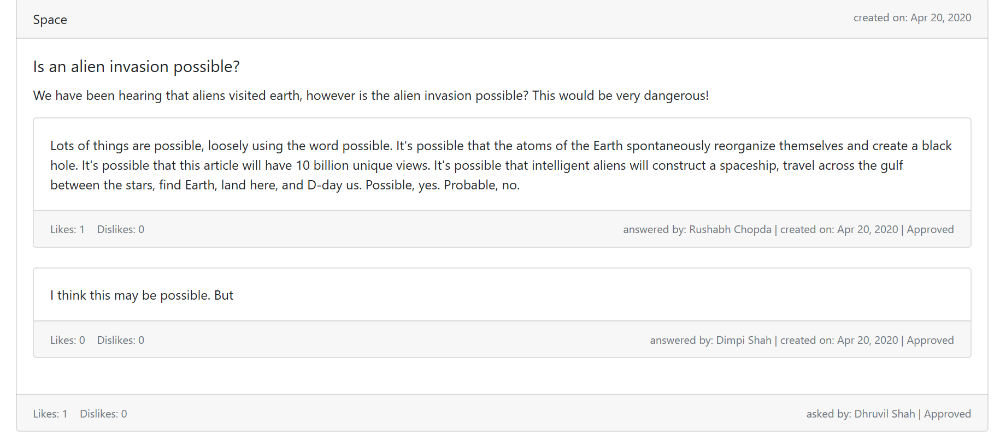 Space
created on: Apr 20, 2020
Is an alien invasion possible?
We have been hearing that aliens visited earth, however is the alien invasion possible? This would be very dangerous!
Lots of things are possible, loosely using the word possible. It's possible that the atoms of the Earth spontaneously reorganize themselves and create a black
hole. It's possible that this article will have 10 billion unique views. It's possible that intelligent aliens will construct a spaceship, travel across the gulf
between the stars, find Earth, land here, and D-day us. Possible, yes. Probable, no.
Likes: 1 Dislikes: 0
answered by: Rushabh Chopda | created on: Apr 20, 2020 | Approved
I think this may be possible. But
Likes: 0 Dislikes: 0
answered by: Dimpi Shah | created on: Apr 20, 2020 | Approved
Likes: 1 Dislikes: 0
asked by: Dhruvil Shah | Approved